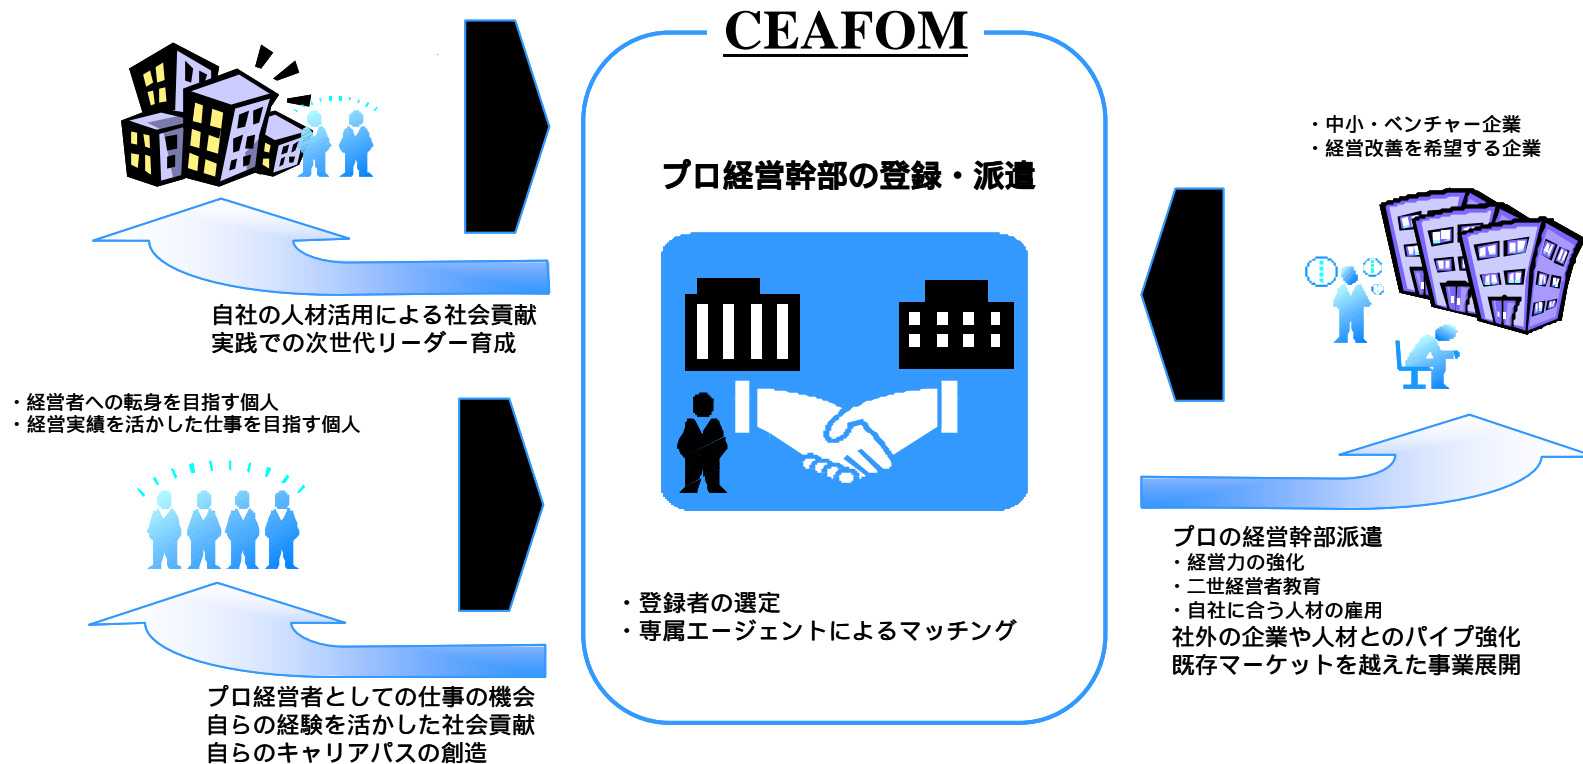 CEAFOM
プロ経営幹部の登録・派遣
・登録者の選定
・専属エージェントによるマッチング
自社の人材活用による社会貢献
実践での次世代リーダー育成
・経営者への転身を目指す個人
・経営実績を活かした仕事を目指す個人
プロ経営者としての仕事の機会
自らの経験を活かした社会貢献
自らのキャリアパスの創造
・中小・ベンチャー企業
・経営改善を希望する企業
プロの経営幹部派遣
・経営力の強化
・二世経営者教育
・自社に合う人材の雇用
社外の企業や人材とのパイプ強化
既存マーケットを越えた事業展開